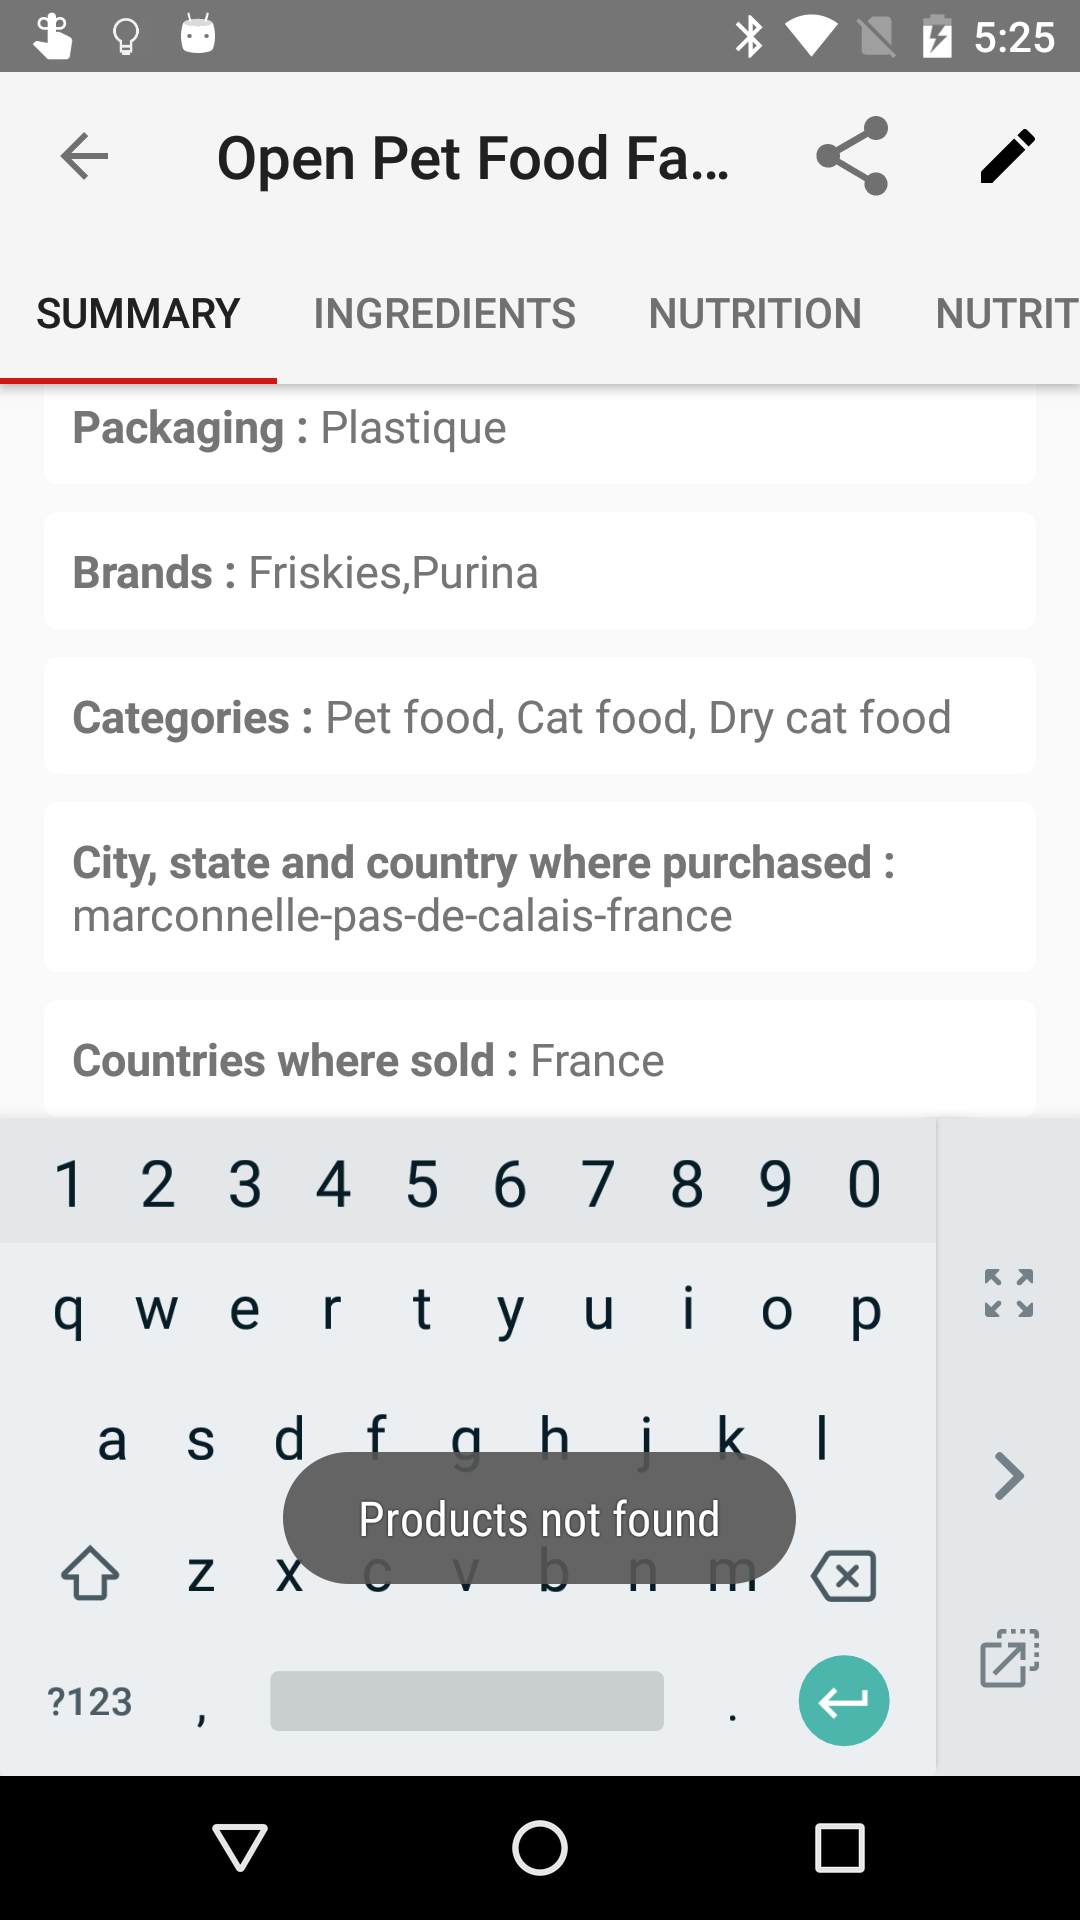 5:25
Open Pet Food Fa...
SUMMARY INGREDIENTS NUTRITION NUTRIT
Packaging : Plastique
Brands : Friskies,Purina
Categories : Pet food, Cat food, Dry cat food
City, state and country where purchased :
marconnelle-pas-de-calais-france
Countries where sold : France
1 2 3 4 5 6 7 8 9 0
q w e r t y u i o p
a s d f g h j k l
Products not found
z x c v b n m
?123 , .